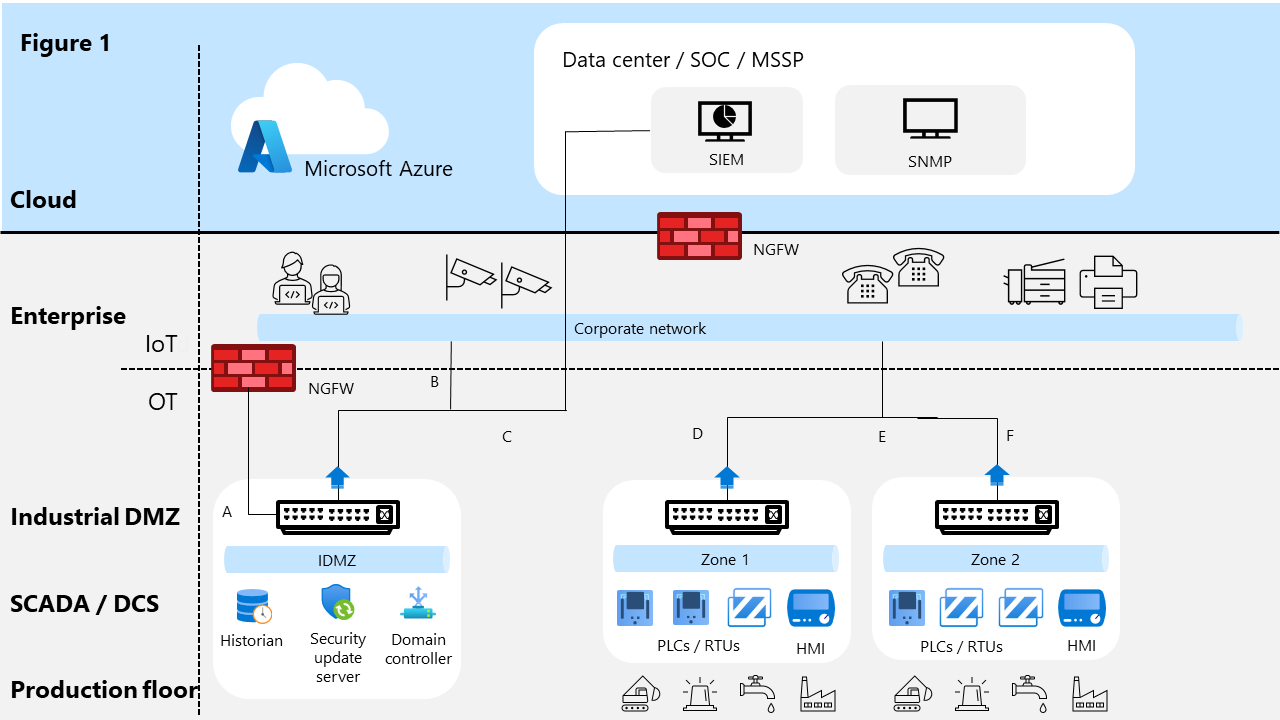 Figure 1
Data center / SOC / MSSP
SIEM
SNMP
Microsoft Azure
Cloud
NGFW
Enterprise
Corporate network
IoT
NGFW
B
OT
C
D
E
F
A
Industrial DMZ
IDMZ
Zone 1
Zone 2
SCADA / DCS
Historian
Security
update
server
Domain
controller
PLCs / RTUs
HMI
PLCs / RTUs
HMI
Production floor